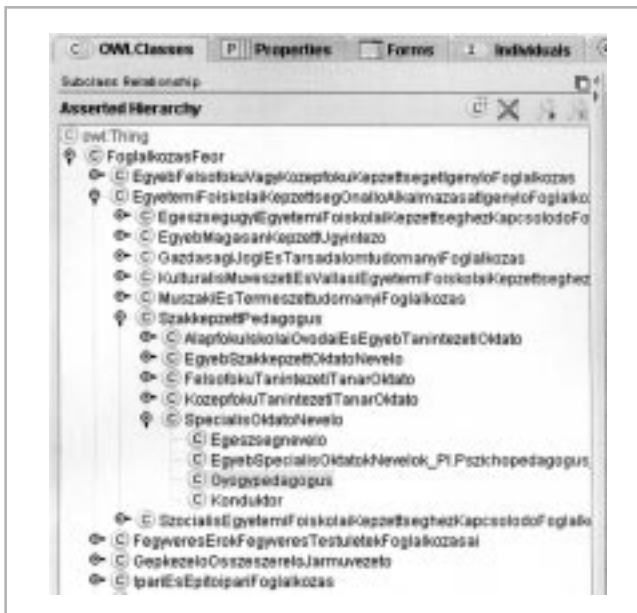 C OWLClasses P Properties Forms I Individuals
Subclass Relationship
Asserted Hierarchy
C owl:Thing
C FoglalkozasFeor
C EgyebFelsofokuVagyKozepfokuKepzettsegetIgenyloFoglalkozas
C EgyetemiFoiskolaiKepzettsegOnalloAlkalmazasatIgenyloFoglalko
C EgeszsegugyiEgyetemiFoiskolaiKepzettseghezKapcsolodoFo
C EgyebMagasanKepzettUgyintezo
C GazdasagiJogiEsTarsadalomtudomanyiFoglalkozas
C KulturalisMuveszetiEsVallasiEgyetemiFoiskolaiKepzettseghez
C MuszakiEsTermeszettudomanyiFoglalkozas
C SzakkepzettPedagogus
C AlapfokuIskolaiOvodaiEsEgyebTanintezetiOktato
C EgyebSzakkepzettOktatoNevelo
C FelsofokuTanintezetiTanarOktato
C KozepfokuTanintezetiTanarOktato
C SpecialisOktatoNevelo
C Egeszsegnevelo
C EgyebSpecialisOktatokNevelok_Pl.Pszichopedagogus,
C Gyogypedagogus
C Konduktor
C SzocialisEgyetemiFoiskolaiKepzettseghezKapcsolodoFoglalk
C FegyveresErokFegyveresTestuletekFoglalkozasai
C GepkezeloOsszeszereloJarmuvezeto
C IpariEsEpitoipariFoglalkozas